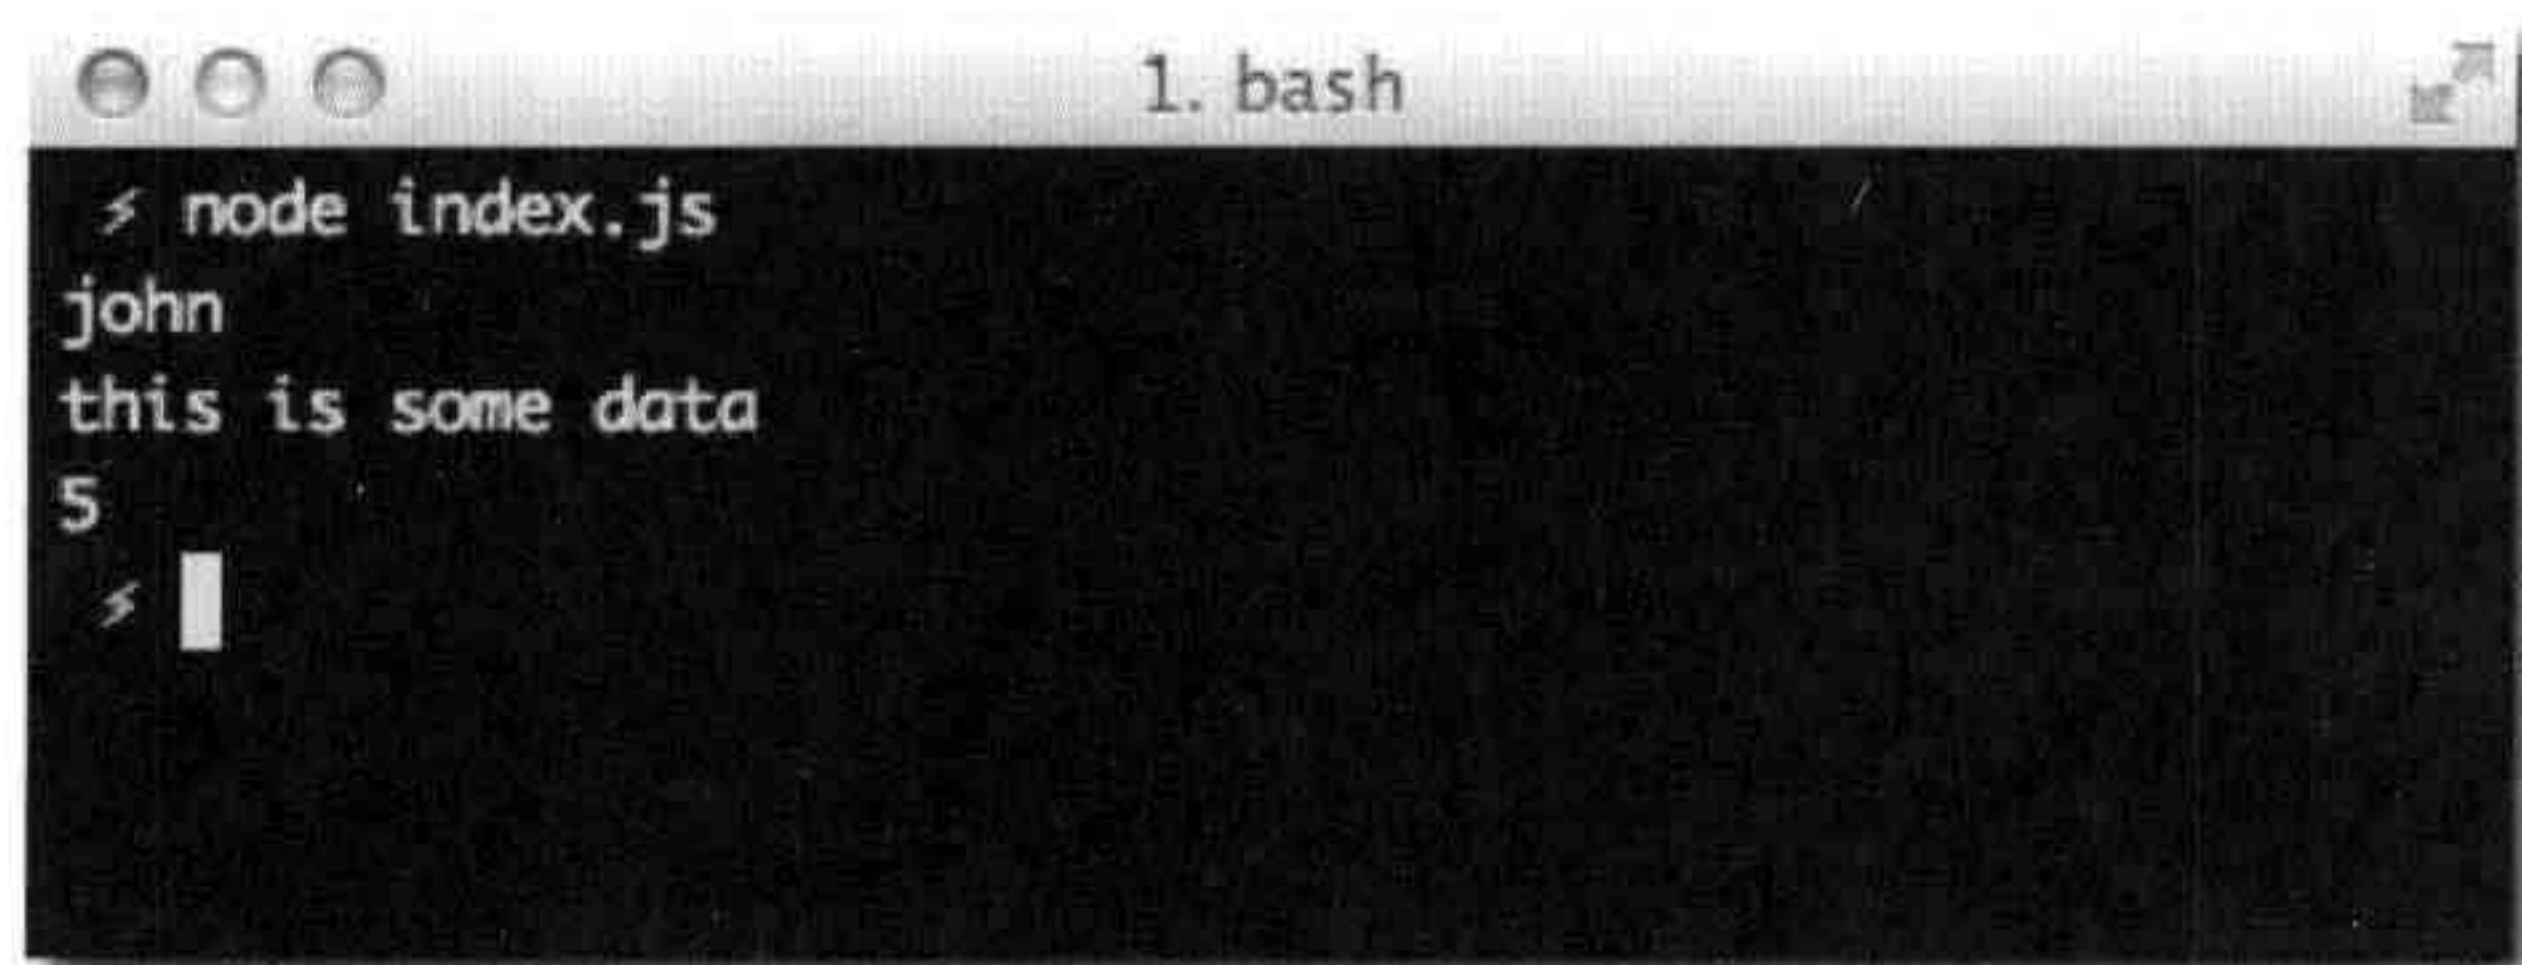 1. bash
⚡ node index.js
john
this is some data
5
⚡